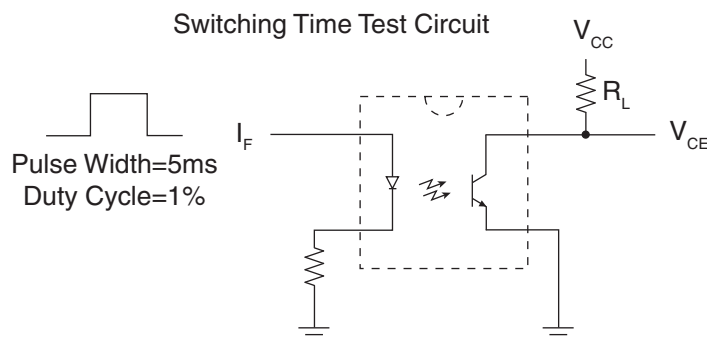 Switching Time Test Circuit
V_CC
R_L
I_F
V_CE
Pulse Width=5ms
Duty Cycle=1%